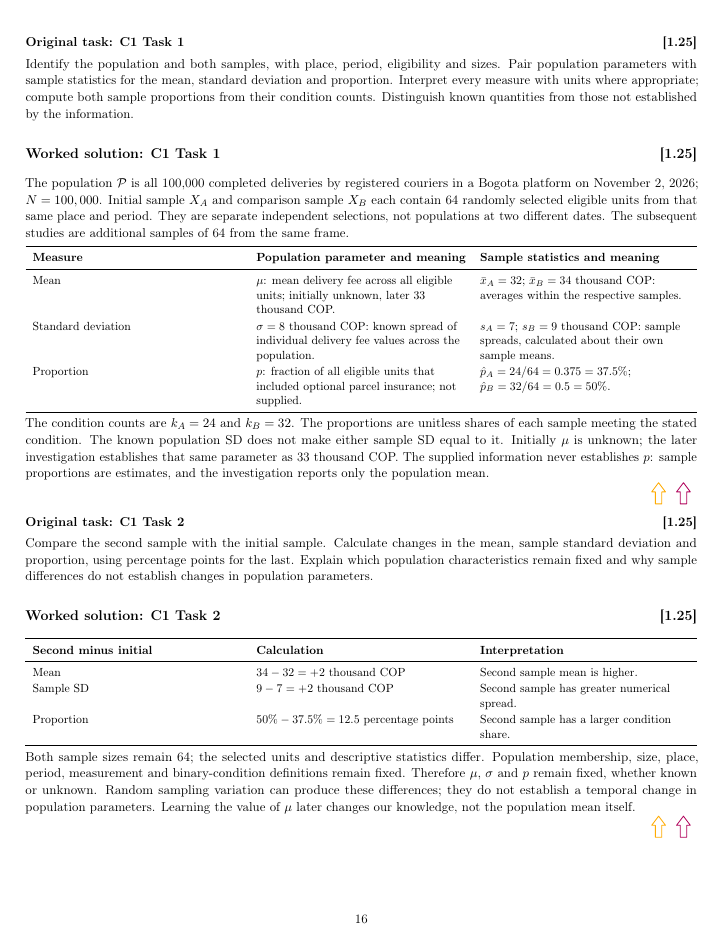 Original task: C1 Task 1 [1.25]
Identify the population and both samples, with place, period, eligibility and sizes. Pair population parameters with
sample statistics for the mean, standard deviation and proportion. Interpret every measure with units where appropriate;
compute both sample proportions from their condition counts. Distinguish known quantities from those not established
by the information.
Worked solution: C1 Task 1 [1.25]
The population 𝒫 is all 100,000 completed deliveries by registered couriers in a Bogota platform on November 2, 2026;
N = 100,000. Initial sample X_A and comparison sample X_B each contain 64 randomly selected eligible units from that
same place and period. They are separate independent selections, not populations at two different dates. The subsequent
studies are additional samples of 64 from the same frame.
Measure Population parameter and meaning Sample statistics and meaning
Mean μ: mean delivery fee across all eligible x̄_A = 32; x̄_B = 34 thousand COP:
units; initially unknown, later 33 averages within the respective samples.
thousand COP.
Standard deviation σ = 8 thousand COP: known spread of s_A = 7; s_B = 9 thousand COP: sample
individual delivery fee values across the spreads, calculated about their own
population. sample means.
Proportion p: fraction of all eligible units that p̂_A = 24/64 = 0.375 = 37.5%;
included optional parcel insurance; not p̂_B = 32/64 = 0.5 = 50%.
supplied.
The condition counts are k_A = 24 and k_B = 32. The proportions are unitless shares of each sample meeting the stated
condition. The known population SD does not make either sample SD equal to it. Initially μ is unknown; the later
investigation establishes that same parameter as 33 thousand COP. The supplied information never establishes p: sample
proportions are estimates, and the investigation reports only the population mean.
Original task: C1 Task 2 [1.25]
Compare the second sample with the initial sample. Calculate changes in the mean, sample standard deviation and
proportion, using percentage points for the last. Explain which population characteristics remain fixed and why sample
differences do not establish changes in population parameters.
Worked solution: C1 Task 2 [1.25]
Second minus initial Calculation Interpretation
Mean 34 − 32 = +2 thousand COP Second sample mean is higher.
Sample SD 9 − 7 = +2 thousand COP Second sample has greater numerical
spread.
Proportion 50% − 37.5% = 12.5 percentage points Second sample has a larger condition
share.
Both sample sizes remain 64; the selected units and descriptive statistics differ. Population membership, size, place,
period, measurement and binary-condition definitions remain fixed. Therefore μ, σ and p remain fixed, whether known
or unknown. Random sampling variation can produce these differences; they do not establish a temporal change in
population parameters. Learning the value of μ later changes our knowledge, not the population mean itself.
16